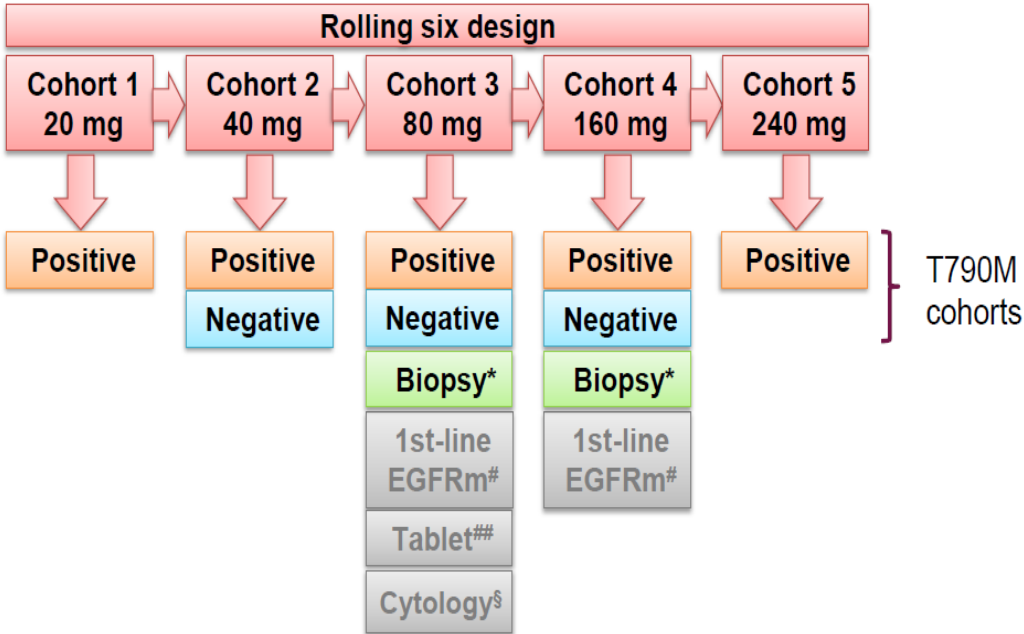 Rolling six design
Cohort 1 Cohort 2 Cohort 3 Cohort 4 Cohort 5
20 mg 40 mg 80 mg 160 mg 240 mg
Positive Positive Positive Positive Positive
Negative Negative Negative
T790M
cohorts
Biopsy* Biopsy*
1st-line 1st-line
EGFRm# EGFRm#
Tablet##
Cytology§